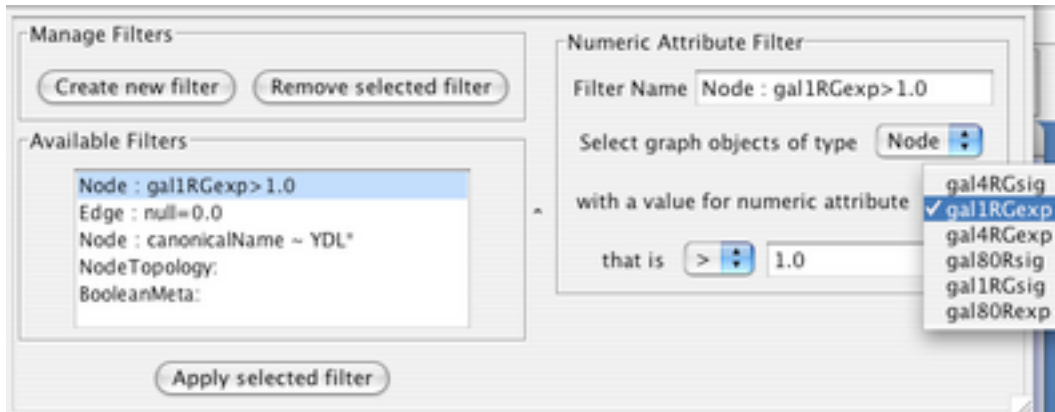 Manage Filters
Create new filter
Remove selected filter
Available Filters
Node : gal1RGexp>1.0
Edge : null=0.0
Node : canonicalName ~ YDL*
NodeTopology:
BooleanMeta:
Apply selected filter
Numeric Attribute Filter
Filter Name Node : gal1RGexp>1.0
Select graph objects of type Node
with a value for numeric attribute
gal4RGsig
✓ gal1RGexp
gal4RGexp
gal80Rsig
gal1RGsig
gal80Rexp
that is > 1.0